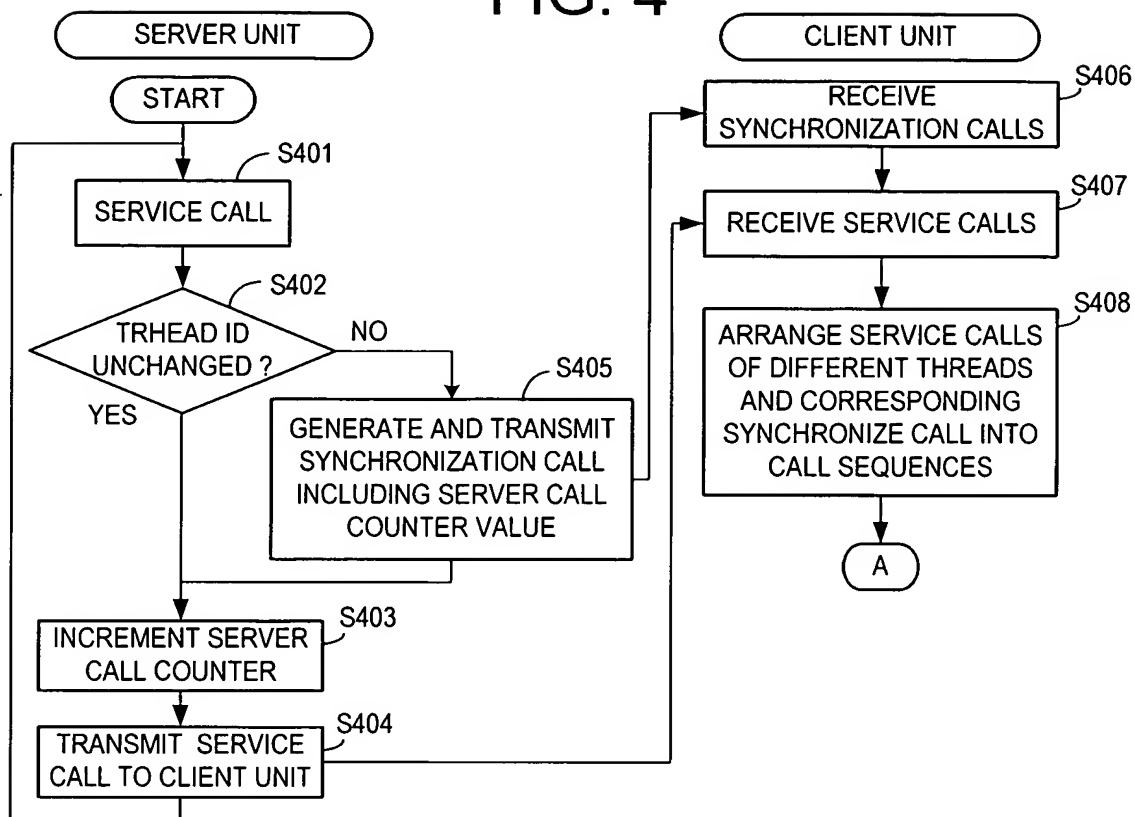 FIG. 4
SERVER UNIT
START
S401
SERVICE CALL
S402
TRHEAD ID
UNCHANGED ?
NO
YES
S405
GENERATE AND TRANSMIT
SYNCHRONIZATION CALL
INCLUDING SERVER CALL
COUNTER VALUE
S403
INCREMENT SERVER
CALL COUNTER
S404
TRANSMIT SERVICE
CALL TO CLIENT UNIT
CLIENT UNIT
S406
RECEIVE
SYNCHRONIZATION CALLS
S407
RECEIVE SERVICE CALLS
S408
ARRANGE SERVICE CALLS
OF DIFFERENT THREADS
AND CORRESPONDING
SYNCHRONIZE CALL INTO
CALL SEQUENCES
A